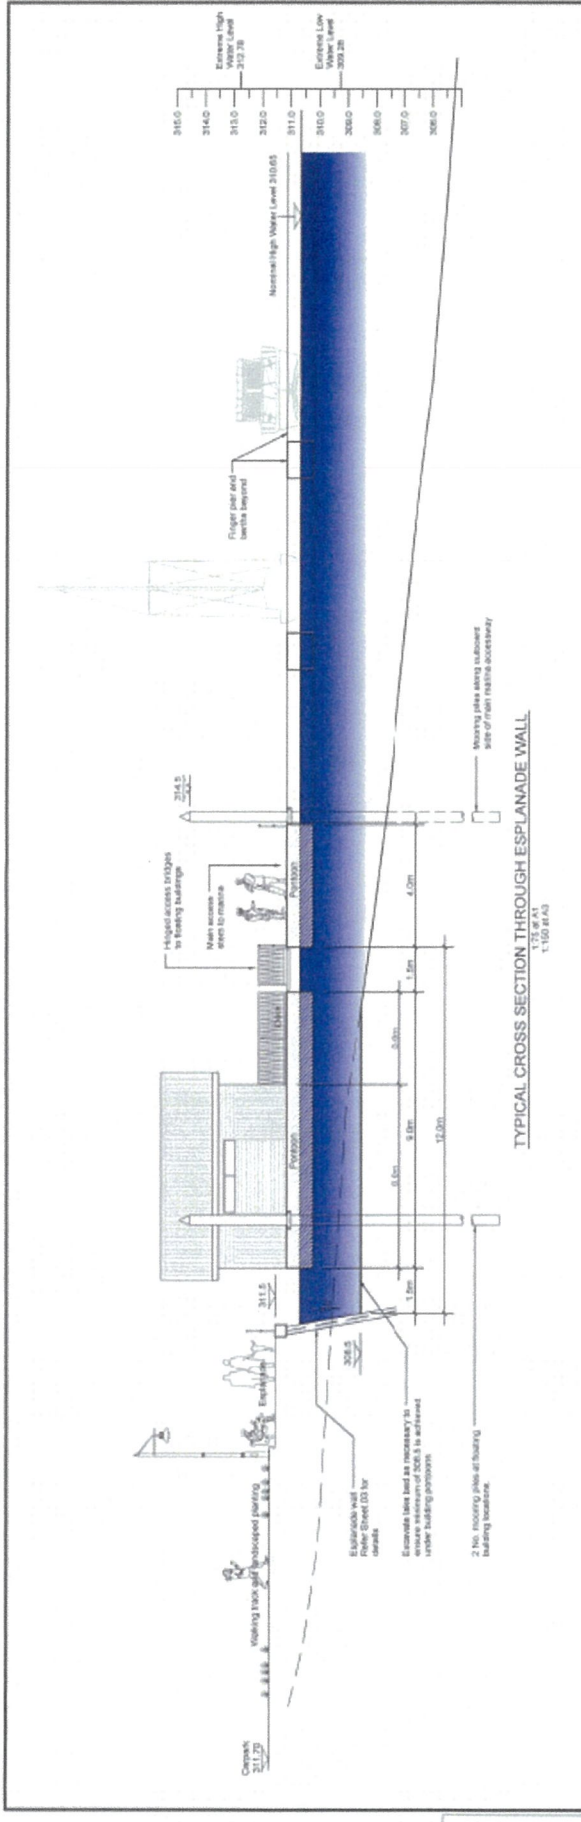 Extreme High
Water Level
312.78
Extreme Low
Water Level
309.28
315.0
314.0
313.0
312.0
311.0
310.0
309.0
308.0
307.0
306.0
Nominal High Water Level 310.65
Finger pier and
berths beyond
314.5
Hinged access bridges
to floating buildings
Main access
stem to marina
Pontoon
Deck
Pontoon
311.5
Esplanade
Walking track and landscaped planting
Carpark
311.70
308.5
Esplanade wall
Refer Sheet 03 for
details
Excavate lake bed as necessary to
ensure minimum of 308.5 is achieved
under building pontoons
2 No. mooring piles at floating
building locations.
Mooring piles along outboard
side of main marina accessway
1.5m
9.0m
1.5m
4.0m
12.0m
TYPICAL CROSS SECTION THROUGH ESPLANADE WALL
1:75 at A1
1:150 at A3